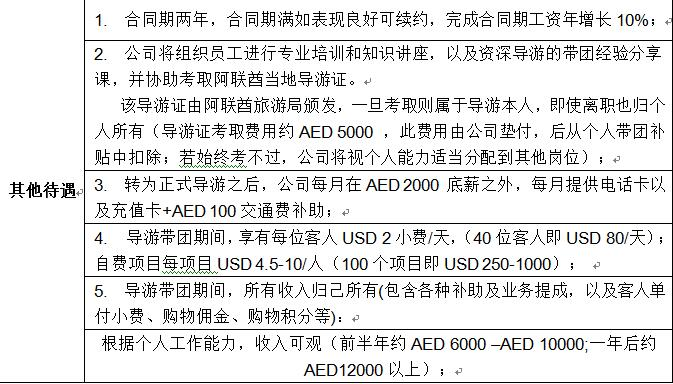 1. 合同期两年，合同期满如表现良好可续约，完成合同期工资年增长 10%；
2. 公司将组织员工进行专业培训和知识讲座，以及资深导游的带团经验分享
课，并协助考取阿联酋当地导游证。
该导游证由阿联酋旅游局颁发，一旦考取则属于导游本人，即使离职也归个
人所有（导游证考取费用约 AED 5000 ，此费用由公司垫付，后从个人带团补
贴中扣除；若始终考不过，公司将视个人能力适当分配到其他岗位）；
其他待遇
3. 转为正式导游之后，公司每月在 AED 2000 底薪之外，每月提供电话卡以
及充值卡+AED 100 交通费补助；
4. 导游带团期间，享有每位客人 USD 2 小费/天，（40 位客人即 USD 80/天）；
自费项目每项目 USD 4.5-10/人（100 个项目即 USD 250-1000）；
5. 导游带团期间，所有收入归己所有(包含各种补助及业务提成，以及客人单
付小费、购物佣金、购物积分等)：
根据个人工作能力，收入可观（前半年约 AED 6000 –AED 10000;一年后约
AED12000 以上）；